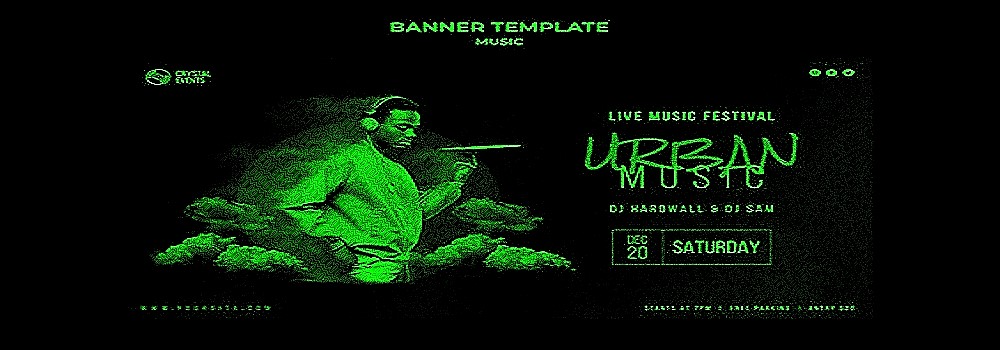 BANNER TEMPLATE
MUSIC
CRYSTAL
EVENTS
LIVE MUSIC FESTIVAL
URBAN
MUSIC
DJ HARDWALL & DJ SAM
DEC
20
SATURDAY